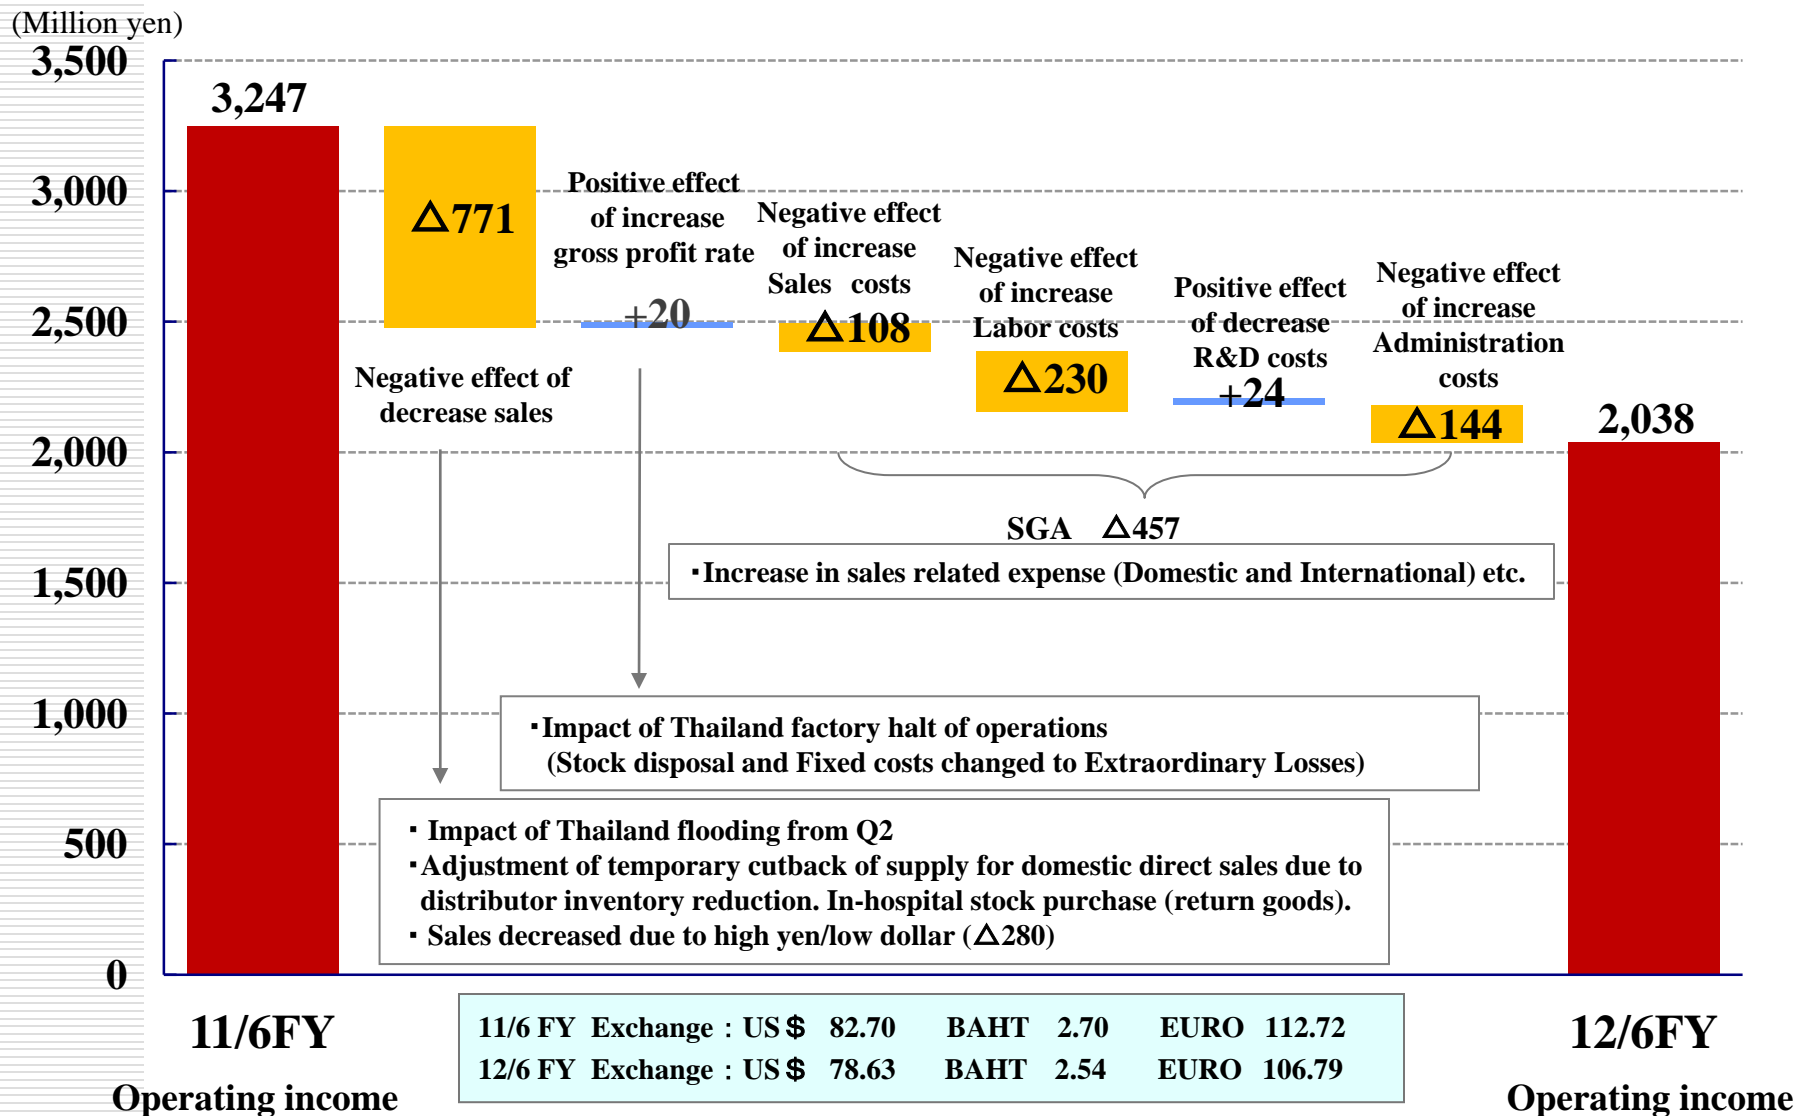 (Million yen)
3,500
3,000
2,500
2,000
1,500
1,000
500
0
3,247
△771
Negative effect of
decrease sales
Positive effect
of increase
gross profit rate
+20
Negative effect
of increase
Sales costs
△108
Negative effect
of increase
Labor costs
△230
Positive effect
of decrease
R&D costs
+24
Negative effect
of increase
Administration
costs
△144
2,038
SGA △457
・Increase in sales related expense (Domestic and International) etc.
・Impact of Thailand factory halt of operations
(Stock disposal and Fixed costs changed to Extraordinary Losses)
・ Impact of Thailand flooding from Q2
・Adjustment of temporary cutback of supply for domestic direct sales due to
distributor inventory reduction. In-hospital stock purchase (return goods).
・ Sales decreased due to high yen/low dollar (△280)
11/6FY
Operating income
11/6 FY Exchange : US＄ 82.70 BAHT 2.70 EURO 112.72
12/6 FY Exchange : US＄ 78.63 BAHT 2.54 EURO 106.79
12/6FY
Operating income